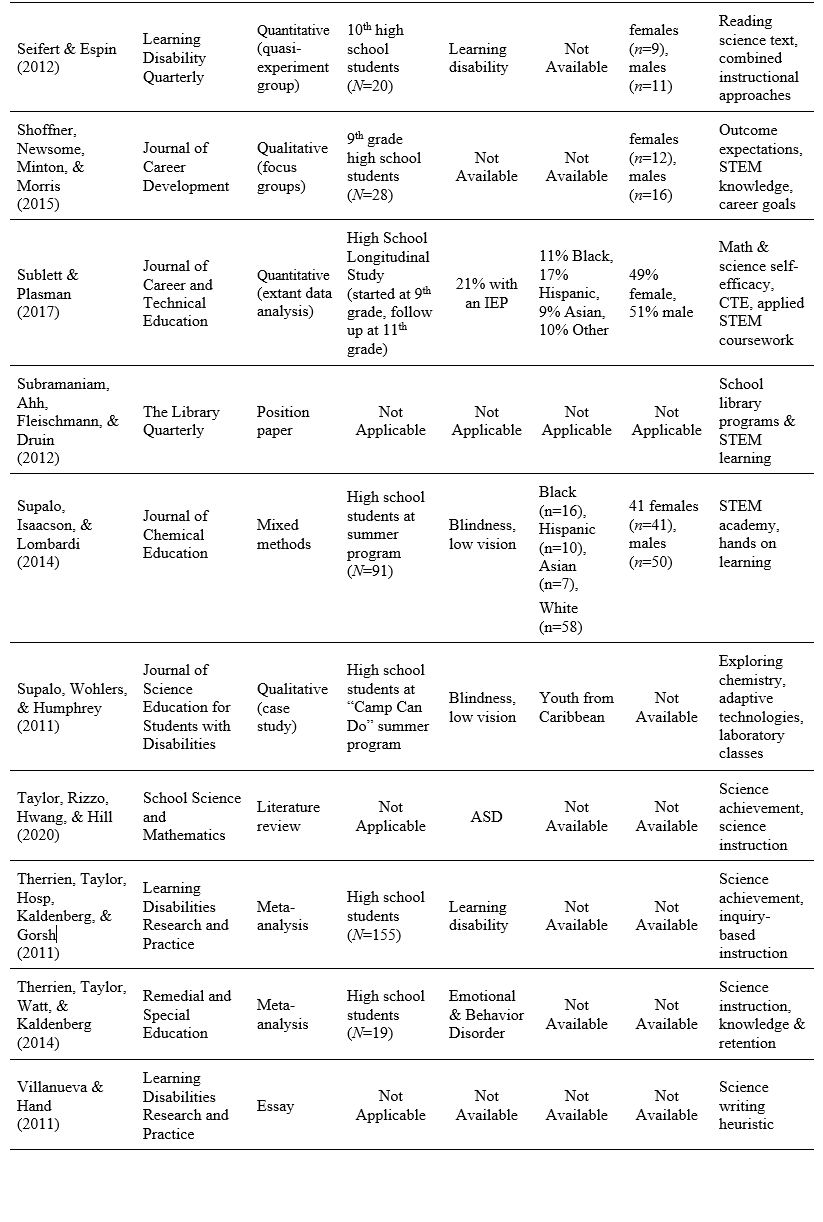 Seifert & Espin
(2012)
Learning
Disability
Quarterly
Quantitative
(quasi-
experiment
group)
10th high
school
students
(N=20)
Learning
disability
Not
Available
females
(n=9),
males
(n=11)
Reading
science text,
combined
instructional
approaches
Shoffner,
Newsome,
Minton, &
Morris
(2015)
Journal of
Career
Development
Qualitative
(focus
groups)
9th grade
high school
students
(N=28)
Not
Available
Not
Available
females
(n=12),
males
(n=16)
Outcome
expectations,
STEM
knowledge,
career goals
Sublett &
Plasman
(2017)
Journal of
Career and
Technical
Education
Quantitative
(extant data
analysis)
High School
Longitudinal
Study
(started at 9th
grade, follow
up at 11th
grade)
21% with
an IEP
11% Black,
17%
Hispanic,
9% Asian,
10% Other
49%
female,
51% male
Math &
science self-
efficacy,
CTE, applied
STEM
coursework
Subramaniam,
Ahh,
Fleischmann, &
Druin
(2012)
The Library
Quarterly
Position
paper
Not
Applicable
Not
Applicable
Not
Applicable
Not
Applicable
School
library
programs &
STEM
learning
Supalo,
Isaacson, &
Lombardi
(2014)
Journal of
Chemical
Education
Mixed
methods
High school
students at
summer
program
(N=91)
Blindness,
low vision
Black
(n=16),
Hispanic
(n=10),
Asian
(n=7),
White
(n=58)
41 females
(n=41),
males
(n=50)
STEM
academy,
hands on
learning
Supalo, Wohlers,
& Humphrey
(2011)
Journal of
Science
Education for
Students with
Disabilities
Qualitative
(case
study)
High school
students at
“Camp Can
Do” summer
program
Blindness,
low vision
Youth from
Caribbean
Not
Available
Exploring
chemistry,
adaptive
technologies,
laboratory
classes
Taylor, Rizzo,
Hwang, & Hill
(2020)
School Science
and
Mathematics
Literature
review
Not
Applicable
ASD
Not
Available
Not
Available
Science
achievement,
science
instruction
Therrien, Taylor,
Hosp,
Kaldenberg, &
Gorsh
(2011)
Learning
Disabilities
Research and
Practice
Meta-
analysis
High school
students
(N=155)
Learning
disability
Not
Available
Not
Available
Science
achievement,
inquiry-
based
instruction
Therrien, Taylor,
Watt, &
Kaldenberg
(2014)
Remedial and
Special
Education
Meta-
analysis
High school
students
(N=19)
Emotional
& Behavior
Disorder
Not
Available
Not
Available
Science
instruction,
knowledge &
retention
Villanueva &
Hand
(2011)
Learning
Disabilities
Research and
Practice
Essay
Not
Applicable
Not
Available
Not
Available
Not
Available
Science
writing
heuristic